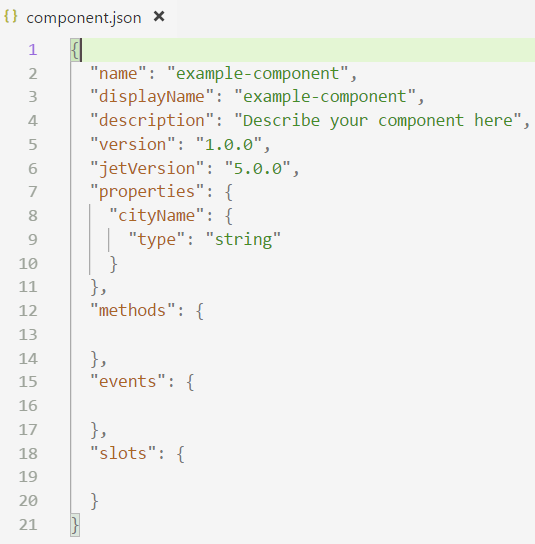 {} component.json ×
1 {
2 "name": "example-component",
3 "displayName": "example-component",
4 "description": "Describe your component here",
5 "version": "1.0.0",
6 "jetVersion": "5.0.0",
7 "properties": {
8 "cityName": {
9 "type": "string"
10 }
11 },
12 "methods": {
13
14 },
15 "events": {
16
17 },
18 "slots": {
19
20 }
21 }